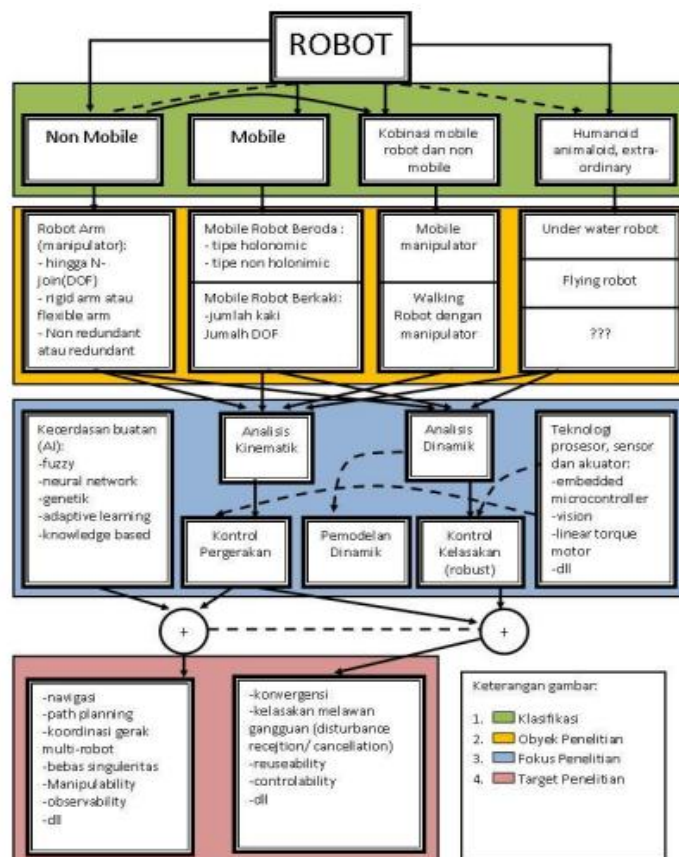 ROBOT
Non Mobile
Mobile
Kobinasi mobile
robot dan non
mobile
Humanoid
animaloid, extra-
ordinary
Robot Arm
(manipulator):
- hingga N-
join(DOF)
- rigid arm atau
flexible arm
- Non redundant
atau redundant
Mobile Robot Beroda :
- tipe holonomic
- tipe non holonimic
Mobile Robot Berkaki:
-jumlah kaki
Jumalh DOF
Mobile
manipulator
Walking
Robot dengan
manipulator
Under water robot
Flying robot
???
Kecerdasan buatan
(AI):
-fuzzy
-neural network
-genetik
-adaptive learning
-knowledge based
Analisis
Kinematik
Analisis
Dinamik
Teknologi
prosesor, sensor
dan akuator:
-embedded
microcontroller
-vision
-linear torque
motor
-dll
Kontrol
Pergerakan
Pemodelan
Dinamik
Kontrol
Kelasakan
(robust)
+
+
-navigasi
-path planning
-koordinasi gerak
multi-robot
-bebas singuleritas
-Manipulability
-observability
-dll
-konvergensi
-kelasakan melawan
gangguan (disturbance
recejtion/ cancellation)
-reuseability
-controlability
-dll
Keterangan gambar:
1. Klasifikasi
2. Obyek Penelitian
3. Fokus Penelitian
4. Target Penelitian